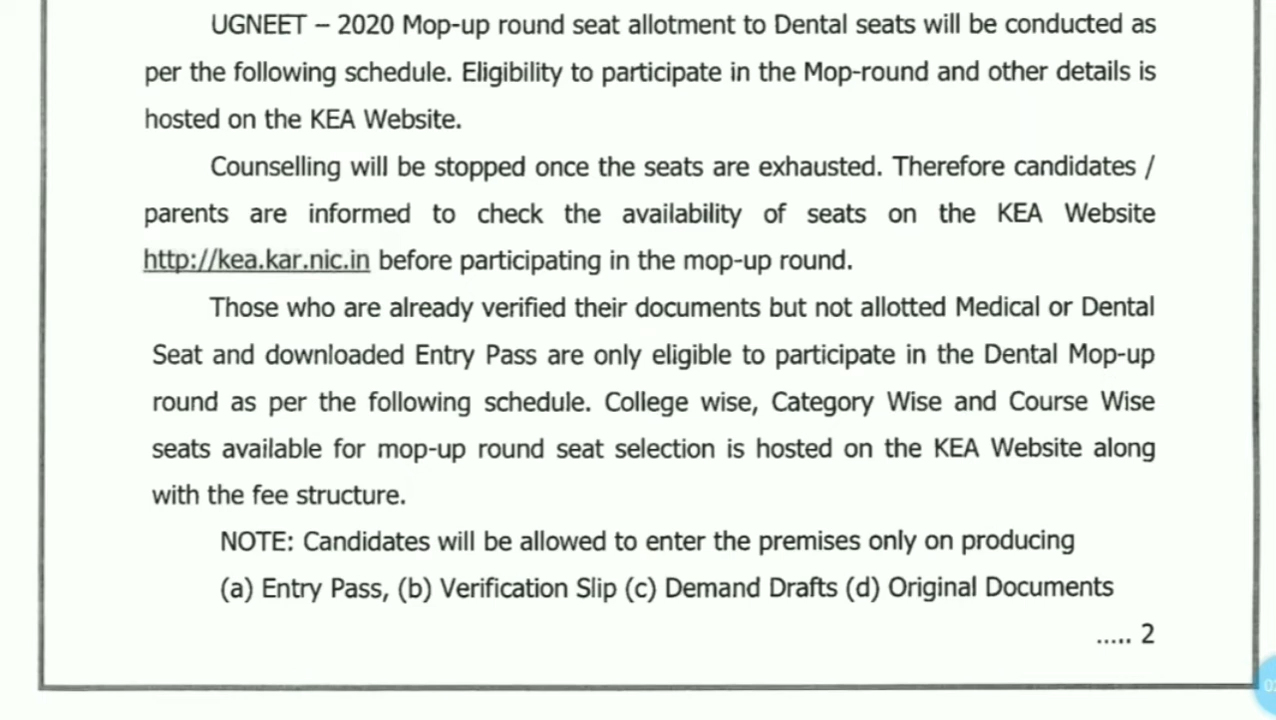 UGNEET – 2020 Mop-up round seat allotment to Dental seats will be conducted as
per the following schedule. Eligibility to participate in the Mop-round and other details is
hosted on the KEA Website.
Counselling will be stopped once the seats are exhausted. Therefore candidates /
parents are informed to check the availability of seats on the KEA Website
http://kea.kar.nic.in before participating in the mop-up round.
Those who are already verified their documents but not allotted Medical or Dental
Seat and downloaded Entry Pass are only eligible to participate in the Dental Mop-up
round as per the following schedule. College wise, Category Wise and Course Wise
seats available for mop-up round seat selection is hosted on the KEA Website along
with the fee structure.
NOTE: Candidates will be allowed to enter the premises only on producing
(a) Entry Pass, (b) Verification Slip (c) Demand Drafts (d) Original Documents
..... 2